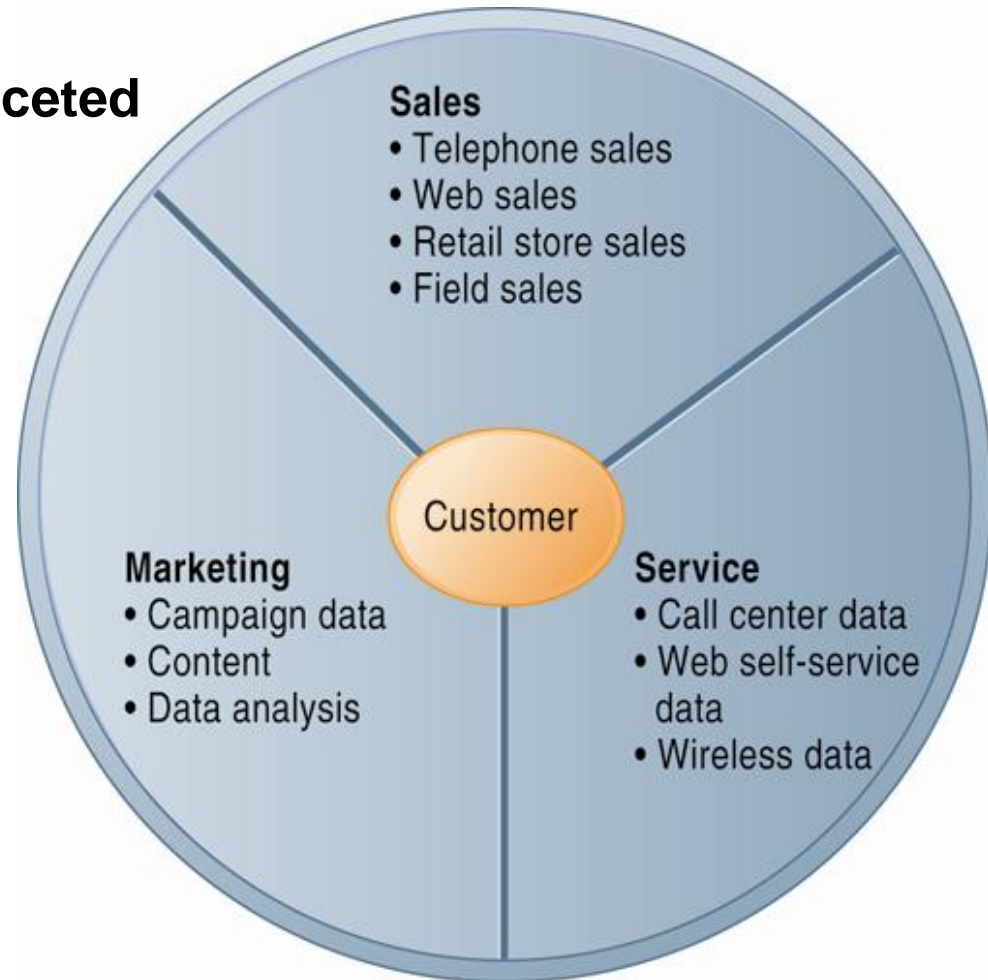 ceted
Sales
• Telephone sales
• Web sales
• Retail store sales
• Field sales
Customer
Marketing
• Campaign data
• Content
• Data analysis
Service
• Call center data
• Web self-service
data
• Wireless data